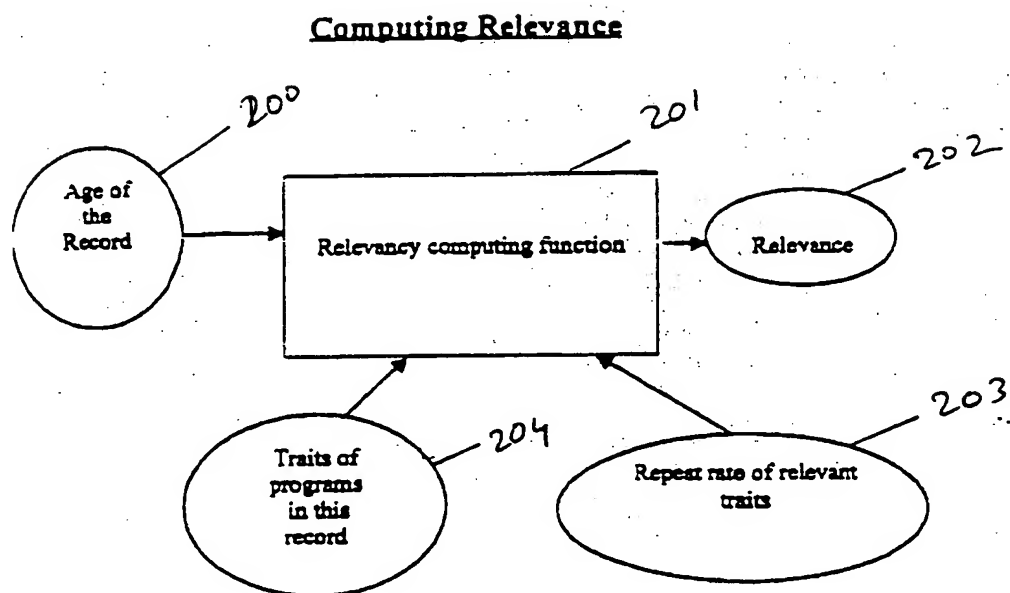 Computing Relevance
200
201
202
Age of
the
Record
Relevancy computing function
Relevance
204
203
Traits of
programs
in this
record
Repeat rate of relevant
traits